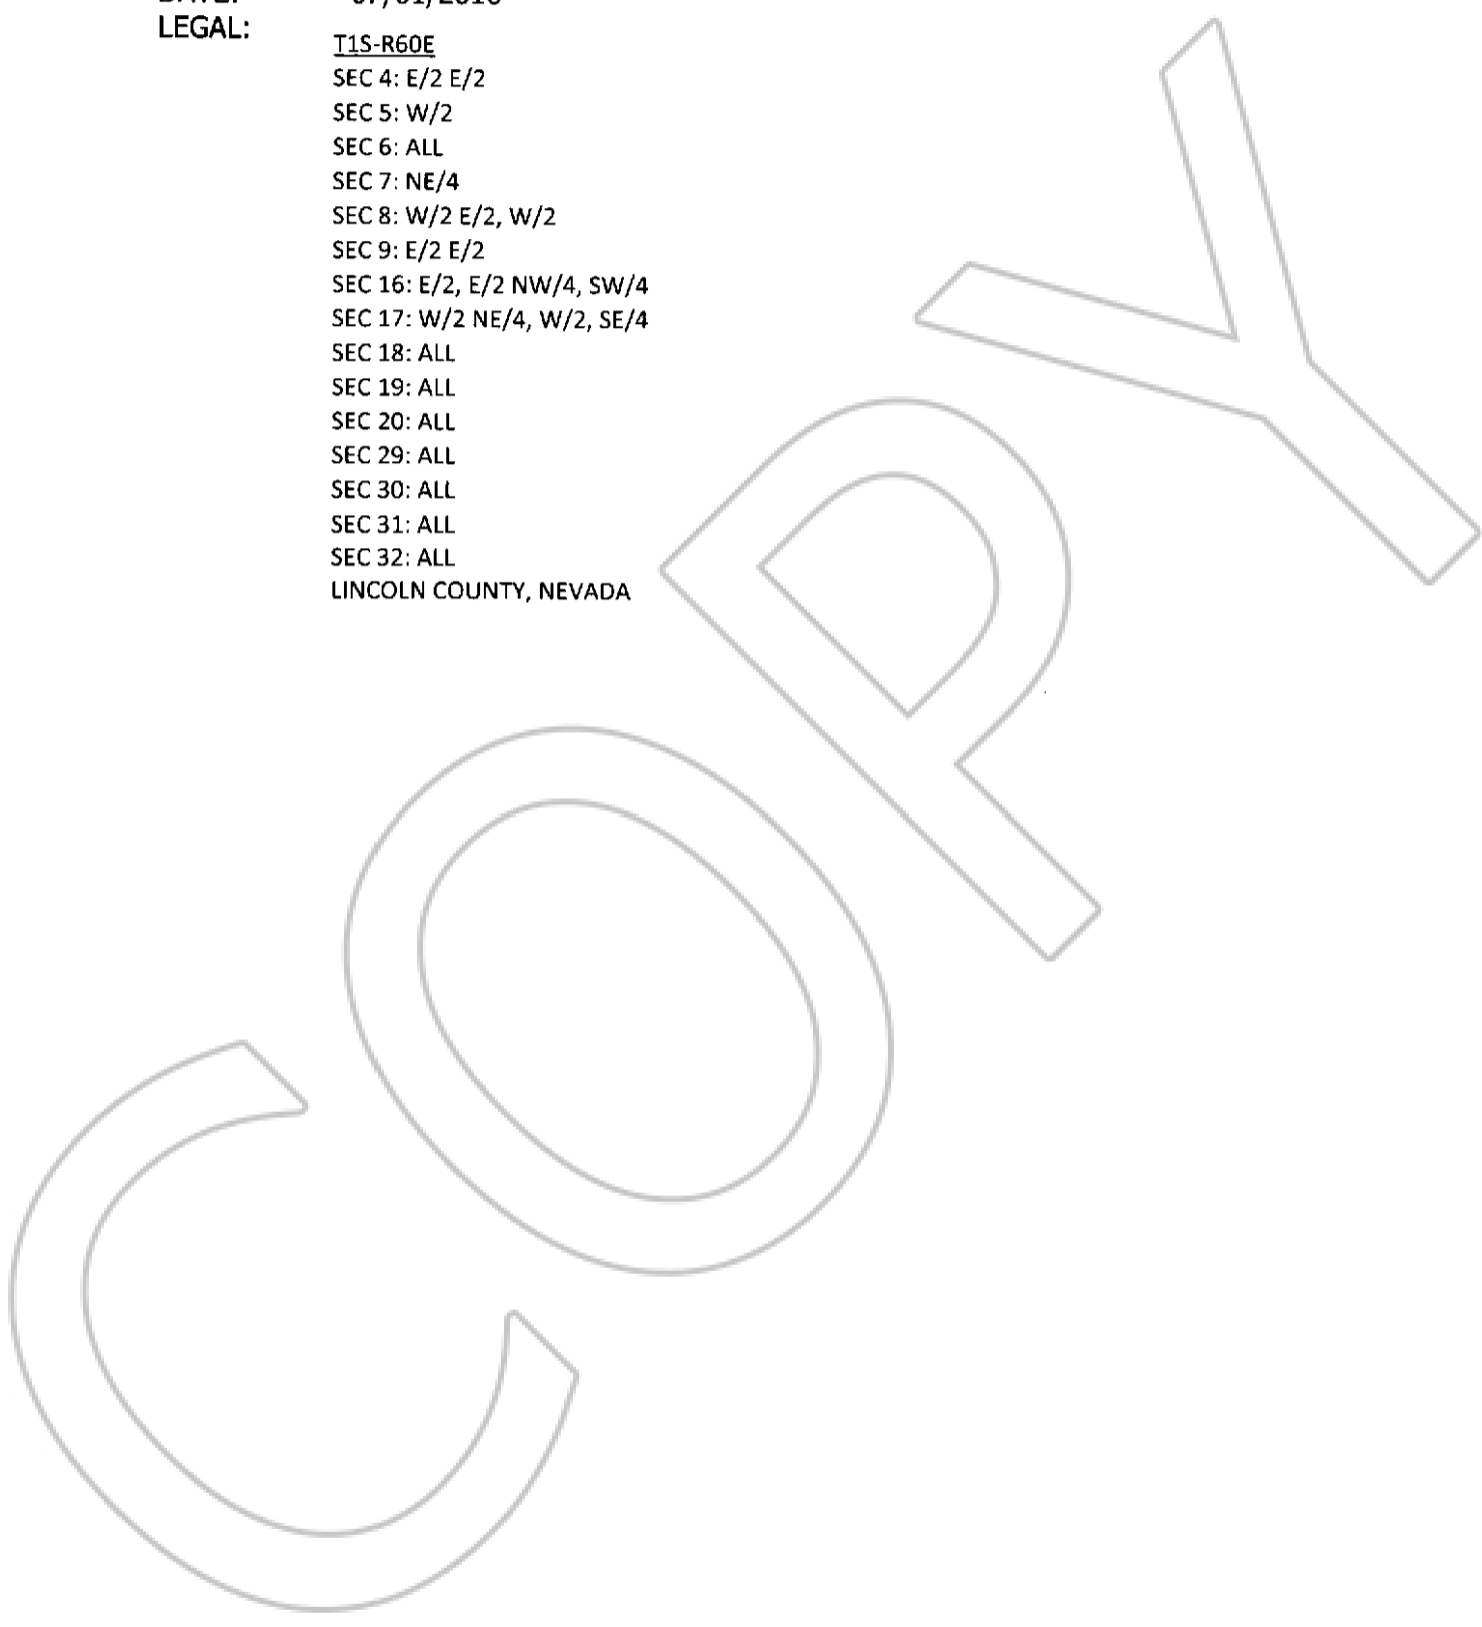 LEGAL:
T1S-R60E
SEC 4: E/2 E/2
SEC 5: W/2
SEC 6: ALL
SEC 7: NE/4
SEC 8: W/2 E/2, W/2
SEC 9: E/2 E/2
SEC 16: E/2, E/2 NW/4, SW/4
SEC 17: W/2 NE/4, W/2, SE/4
SEC 18: ALL
SEC 19: ALL
SEC 20: ALL
SEC 29: ALL
SEC 30: ALL
SEC 31: ALL
SEC 32: ALL
LINCOLN COUNTY, NEVADA
COPY